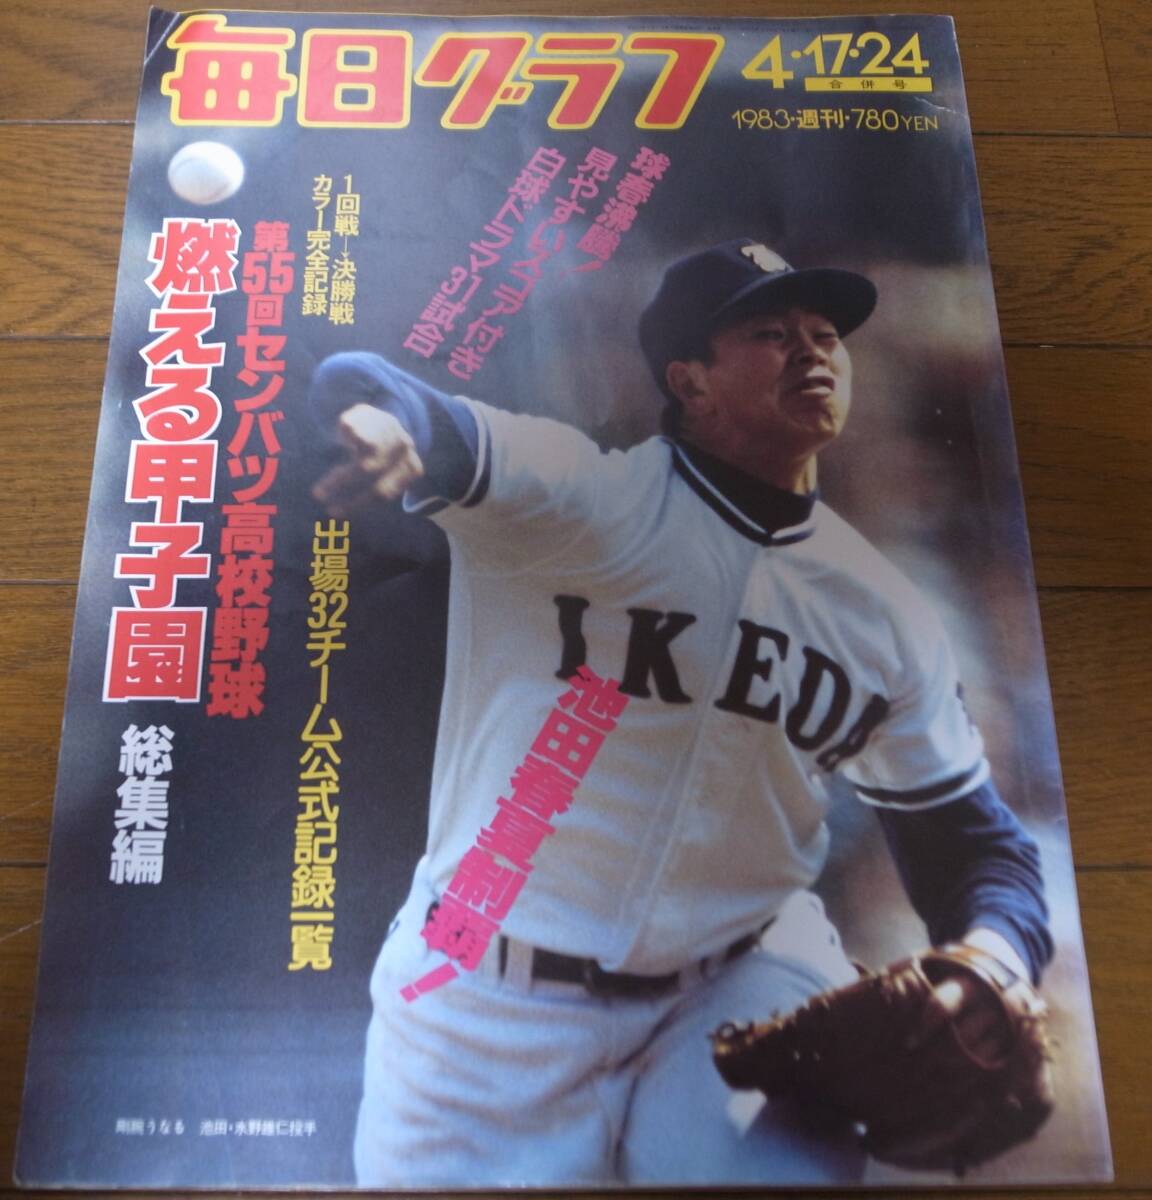 毎日グラフ
4・17・24
合併号
1983・週刊・780YEN
球春沸騰!
見やすいスコア付き
白球ドラマ31試合
1回戦→決勝戦
カラー完全記録
第55回センバツ高校野球
燃える甲子園
総集編
出場32チーム公式記録一覧
IKEDA
池田春夏制覇!
剛腕うなる 池田・水野雄仁投手